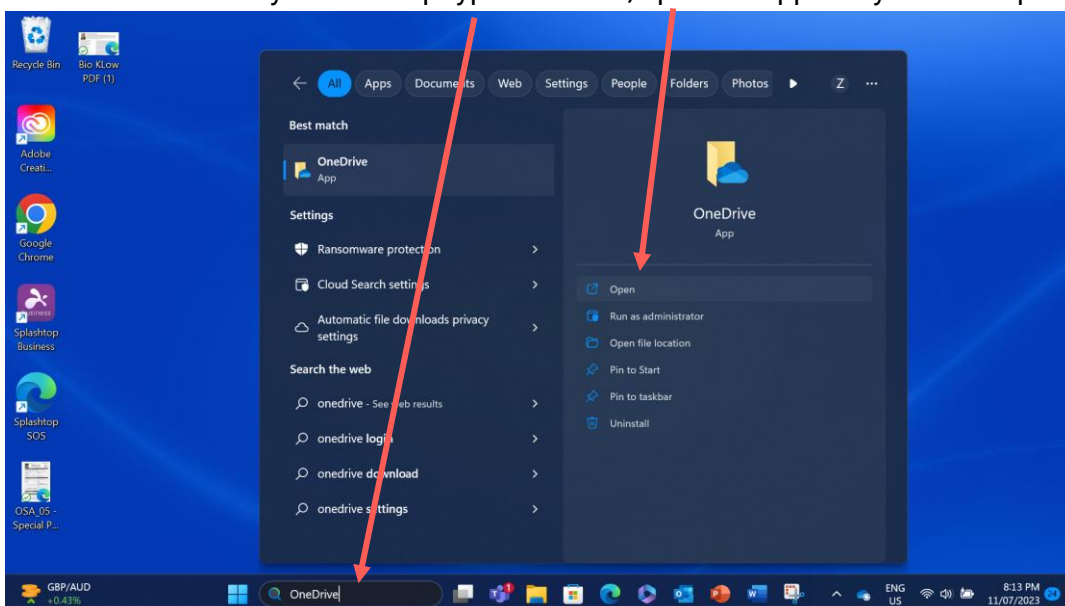 Recycle Bin
Bio KLow
PDF (1)
Adobe
Creati...
Google
Chrome
Splashtop
Business
Splashtop
SOS
OSA_05 -
Special P...
All Apps Documents Web Settings People Folders Photos Z ...
Best match
OneDrive
App
Settings
Ransomware protection
Cloud Search settings
Automatic file downloads privacy
settings
Search the web
onedrive - See web results
onedrive login
onedrive download
onedrive settings
OneDrive
App
Open
Run as administrator
Open file location
Pin to Start
Pin to taskbar
Uninstall
GBP/AUD
+0.43%
OneDrive
ENG
US
8:13 PM
11/07/2023